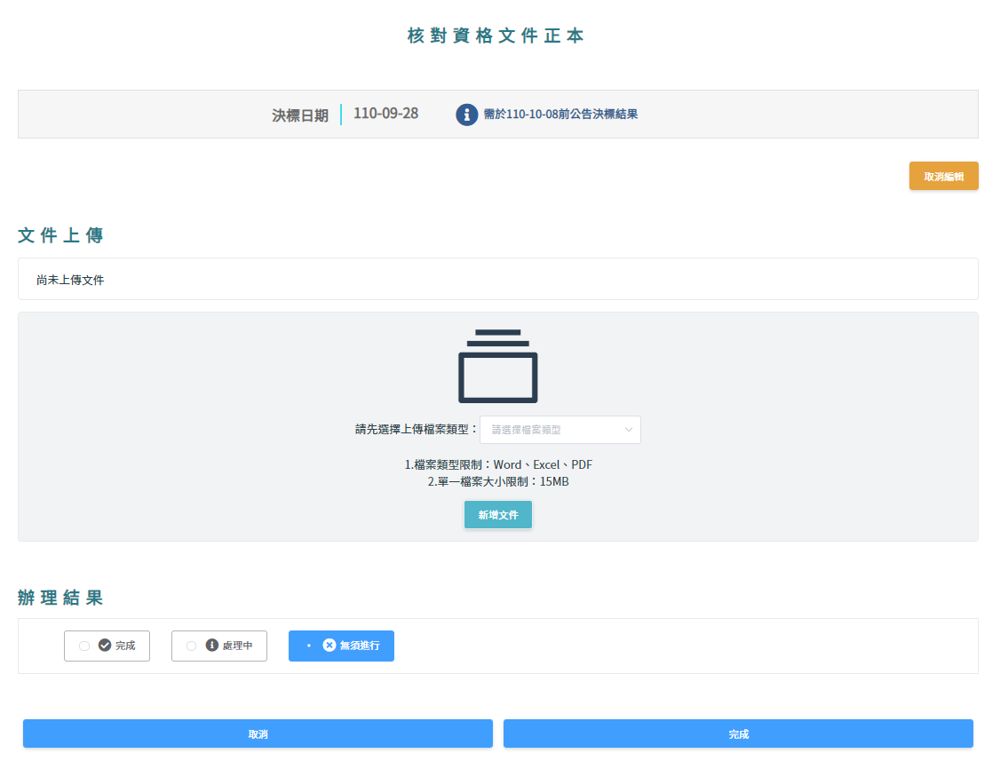 核對資格文件正本
決標日期 110-09-28 需於110-10-08前公告決標結果
取消編輯
文件上傳
尚未上傳文件
請先選擇上傳檔案類型： 請選擇檔案類型
1.檔案類型限制：Word、Excel、PDF
2.單一檔案大小限制：15MB
新增文件
辦理結果
完成 處理中 無須進行
取消 完成